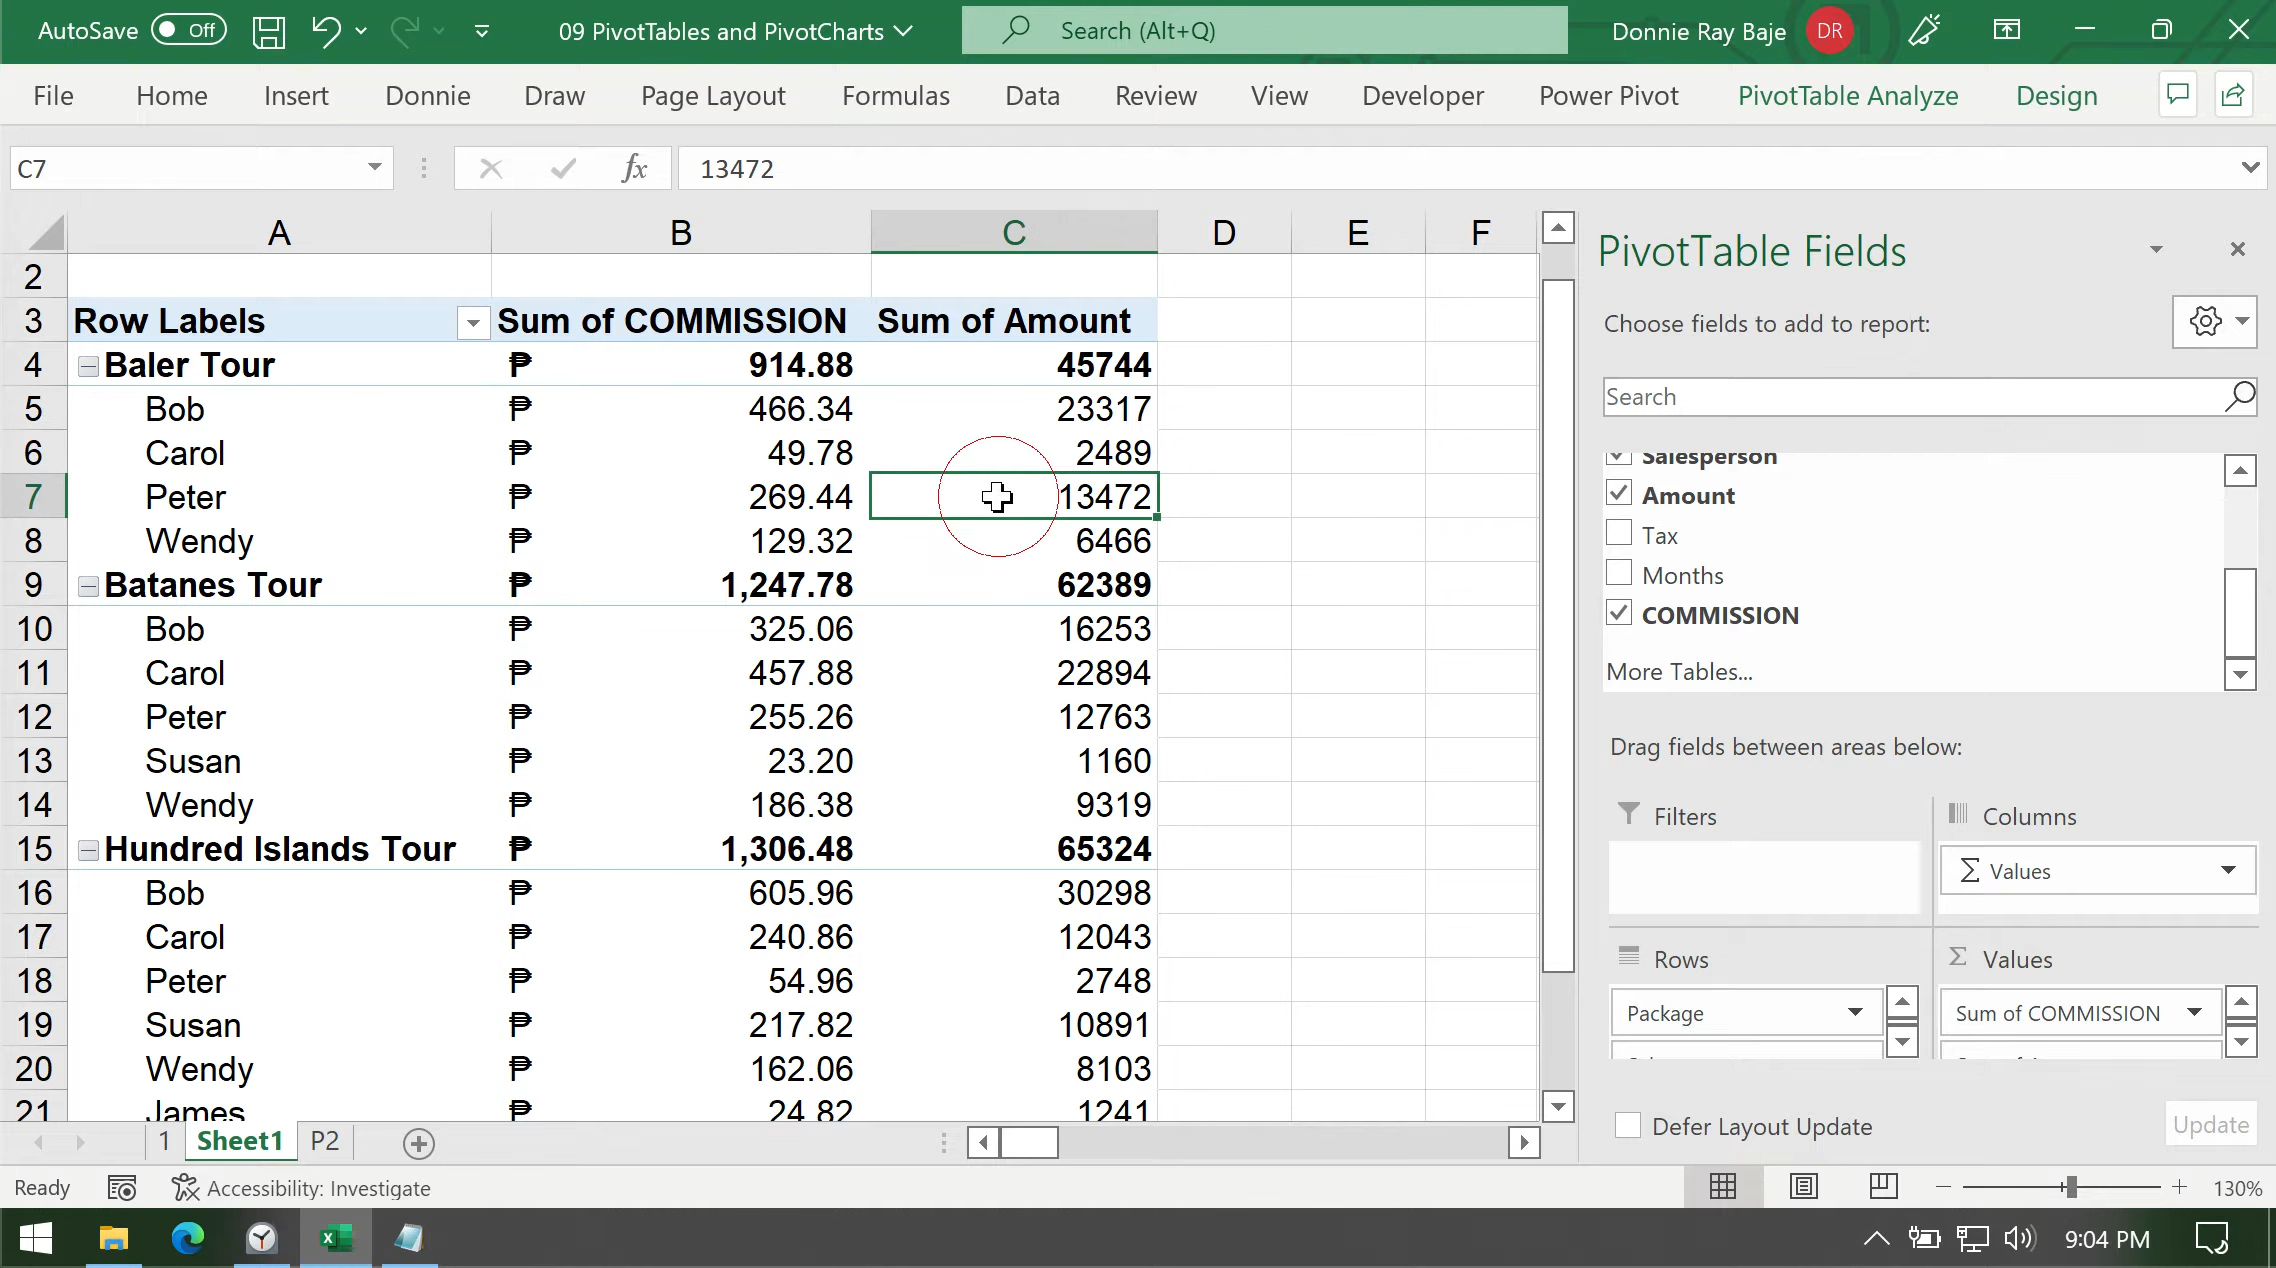 AutoSave Off 09 PivotTables and PivotCharts Search (Alt+Q) Donnie Ray Baje DR
File Home Insert Donnie Draw Page Layout Formulas Data Review View Developer Power Pivot PivotTable Analyze Design
C7 fx 13472
A B C D E F
2
3 Row Labels Sum of COMMISSION Sum of Amount
4 Baler Tour ₱ 914.88 45744
5 Bob ₱ 466.34 23317
6 Carol ₱ 49.78 2489
7 Peter ₱ 269.44 13472
8 Wendy ₱ 129.32 6466
9 Batanes Tour ₱ 1,247.78 62389
10 Bob ₱ 325.06 16253
11 Carol ₱ 457.88 22894
12 Peter ₱ 255.26 12763
13 Susan ₱ 23.20 1160
14 Wendy ₱ 186.38 9319
15 Hundred Islands Tour ₱ 1,306.48 65324
16 Bob ₱ 605.96 30298
17 Carol ₱ 240.86 12043
18 Peter ₱ 54.96 2748
19 Susan ₱ 217.82 10891
20 Wendy ₱ 162.06 8103
21 James ₱ 24.82 1241
PivotTable Fields
Choose fields to add to report:
Search
Salesperson
Amount
Tax
Months
COMMISSION
More Tables...
Drag fields between areas below:
Filters
Columns
Σ Values
Rows
Package
Σ Values
Sum of COMMISSION
Defer Layout Update Update
1 Sheet1 P2
Ready Accessibility: Investigate 130%
9:04 PM